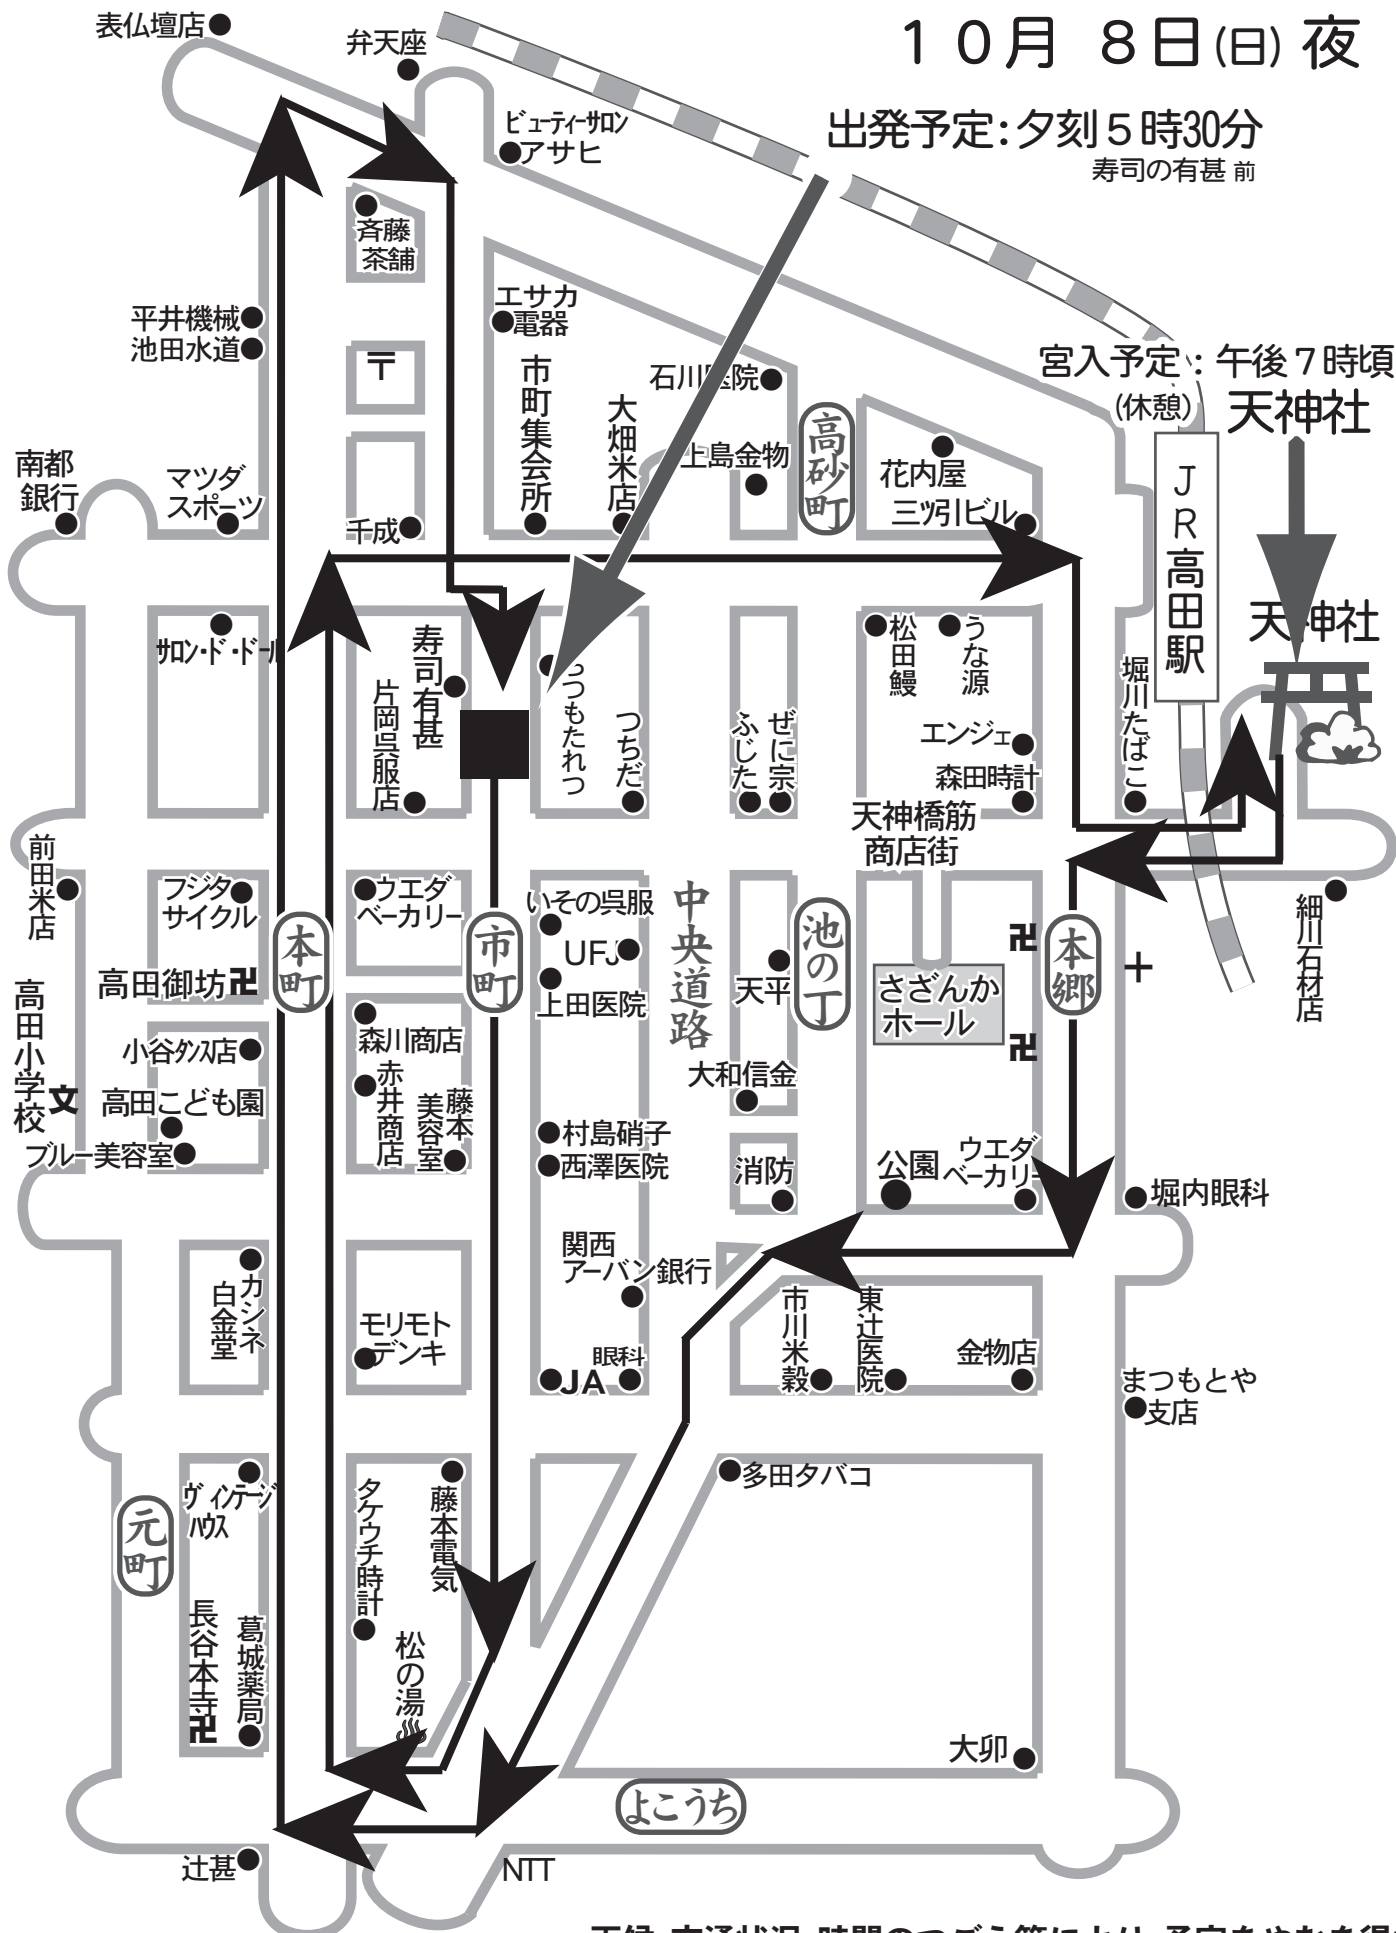 表仏壇店
弁天座
１０月 ８日(日) 夜
出発予定:夕刻５時30分
寿司の有甚 前
ビューティーサロン
アサヒ
斉藤
茶舗
平井機械
池田水道
〒
エサカ
電器
市町集会所
大畑米店
石川医院
上島金物
高砂町
花内屋
三ツ引ビル
宮入予定：午後７時頃
(休憩)
天神社
ＪＲ高田駅
天神社
南都
銀行
マツダ
スポーツ
千成
サロン・ド・ドール
寿司有甚
片岡呉服店
つちだ
ふじた
ぜに宗
松田鰻
うな源
エンジェ
森田時計
堀川たばこ
天神橋筋
商店街
前田米店
フジタ
サイクル
本町
ウエダ
ベーカリー
市町
いその呉服
UFJ
上田医院
中央道路
天平
池の丁
さざんか
ホール
卍
卍
本郷
細川石材店
高田御坊卍
高田小学校
文
小谷タンス店
高田こども園
ブルー美容室
森川商店
赤井商店
藤本
美容室
大和信金
村島硝子
西澤医院
消防
公園
ウエダ
ベーカリー
堀内眼科
カシネ
白金堂
モリモト
デンキ
関西
アーバン銀行
JA
眼科
市川米穀
東辻医院
金物店
まつもとや
支店
元町
ヴィンテージ
ハウス
長谷本寺
卍
葛城薬局
タケウチ時計
藤本電気
松の湯
多田タバコ
大卯
よこうち
辻甚
NTT